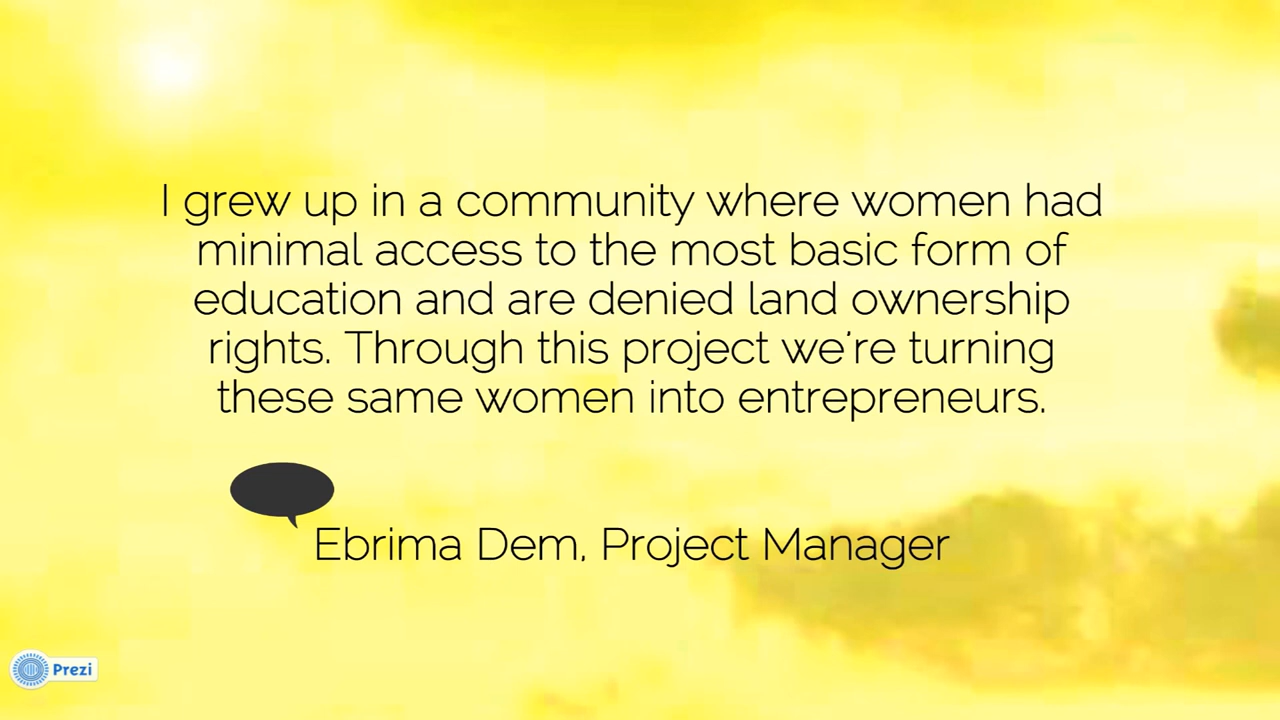 I grew up in a community where women had
minimal access to the most basic form of
education and are denied land ownership
rights. Through this project we're turning
these same women into entrepreneurs.
Ebrima Dem, Project Manager
Prezi